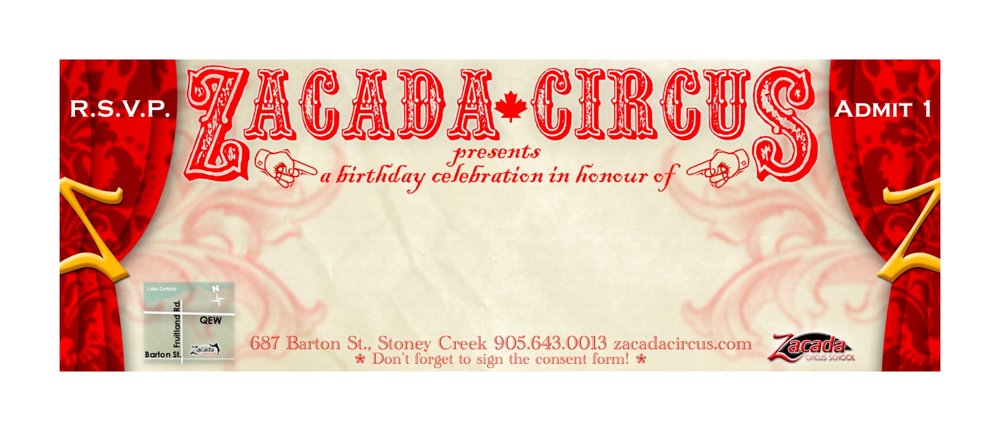 R.S.V.P.
ZACADA CIRCUS
ADMIT 1
presents
a birthday celebration in honour of
Lake Ontario
N
Fruitland Rd.
QEW
Zacada
Barton St.
687 Barton St., Stoney Creek 905.643.0013 zacadacircus.com
* Don't forget to sign the consent form! *
Zacada
CIRCUS SCHOOL